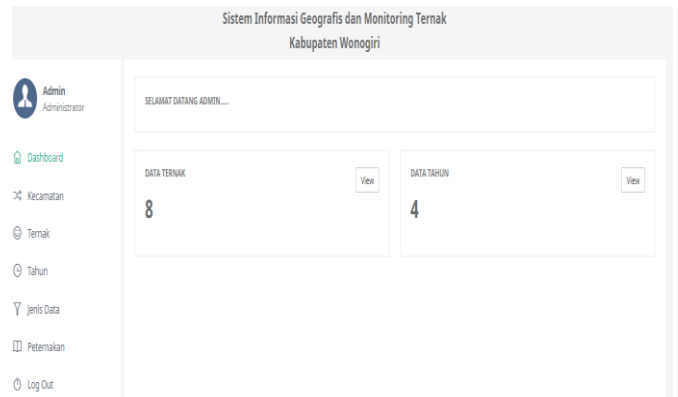 Sistem Informasi Geografis dan Monitoring Ternak
Kabupaten Wonogiri
Admin
Administrator
Dashboard
Kecamatan
Ternak
Tahun
Jenis Data
Peternakan
Log Out
SELAMAT DATANG ADMIN.....
DATA TERNAK
View
8
DATA TAHUN
View
4